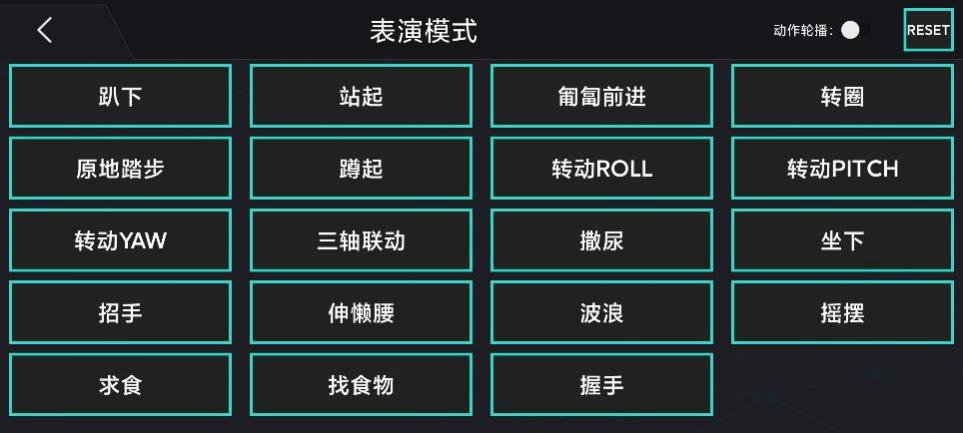 表演模式 动作轮播: RESET
趴下 站起 匍匐前进 转圈
原地踏步 蹲起 转动ROLL 转动PITCH
转动YAW 三轴联动 撒尿 坐下
招手 伸懒腰 波浪 摇摆
求食 找食物 握手